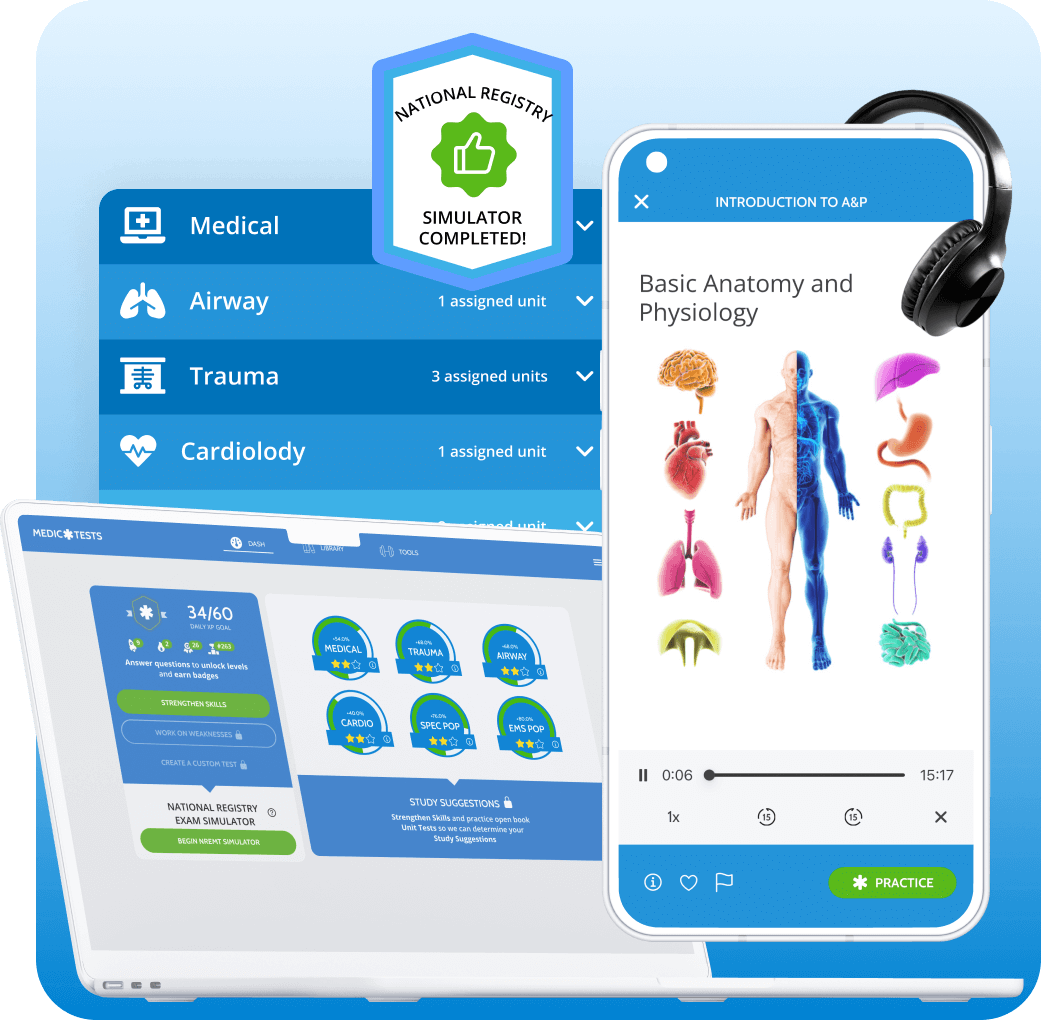 NATIONAL REGISTRY
SIMULATOR
COMPLETED!
Medical
Airway
1 assigned unit
Trauma
3 assigned units
Cardiolody
1 assigned unit
assigned unit
INTRODUCTION TO A&P
Basic Anatomy and
Physiology
0:06
15:17
1x
15
15
PRACTICE
MEDIC✱TESTS
DASH
LIBRARY
TOOLS
34/60
DAILY XP GOAL
9
2
26
#263
Answer questions to unlock levels
and earn badges
STRENGTHEN SKILLS
WORK ON WEAKNESSES
CREATE A CUSTOM TEST
NATIONAL REGISTRY
EXAM SIMULATOR
BEGIN NREMT SIMULATOR
MEDICAL
TRAUMA
AIRWAY
CARDIO
SPEC POP
EMS POP
STUDY SUGGESTIONS
Strengthen Skills and practice open book
Unit Tests so we can determine your
Study Suggestions